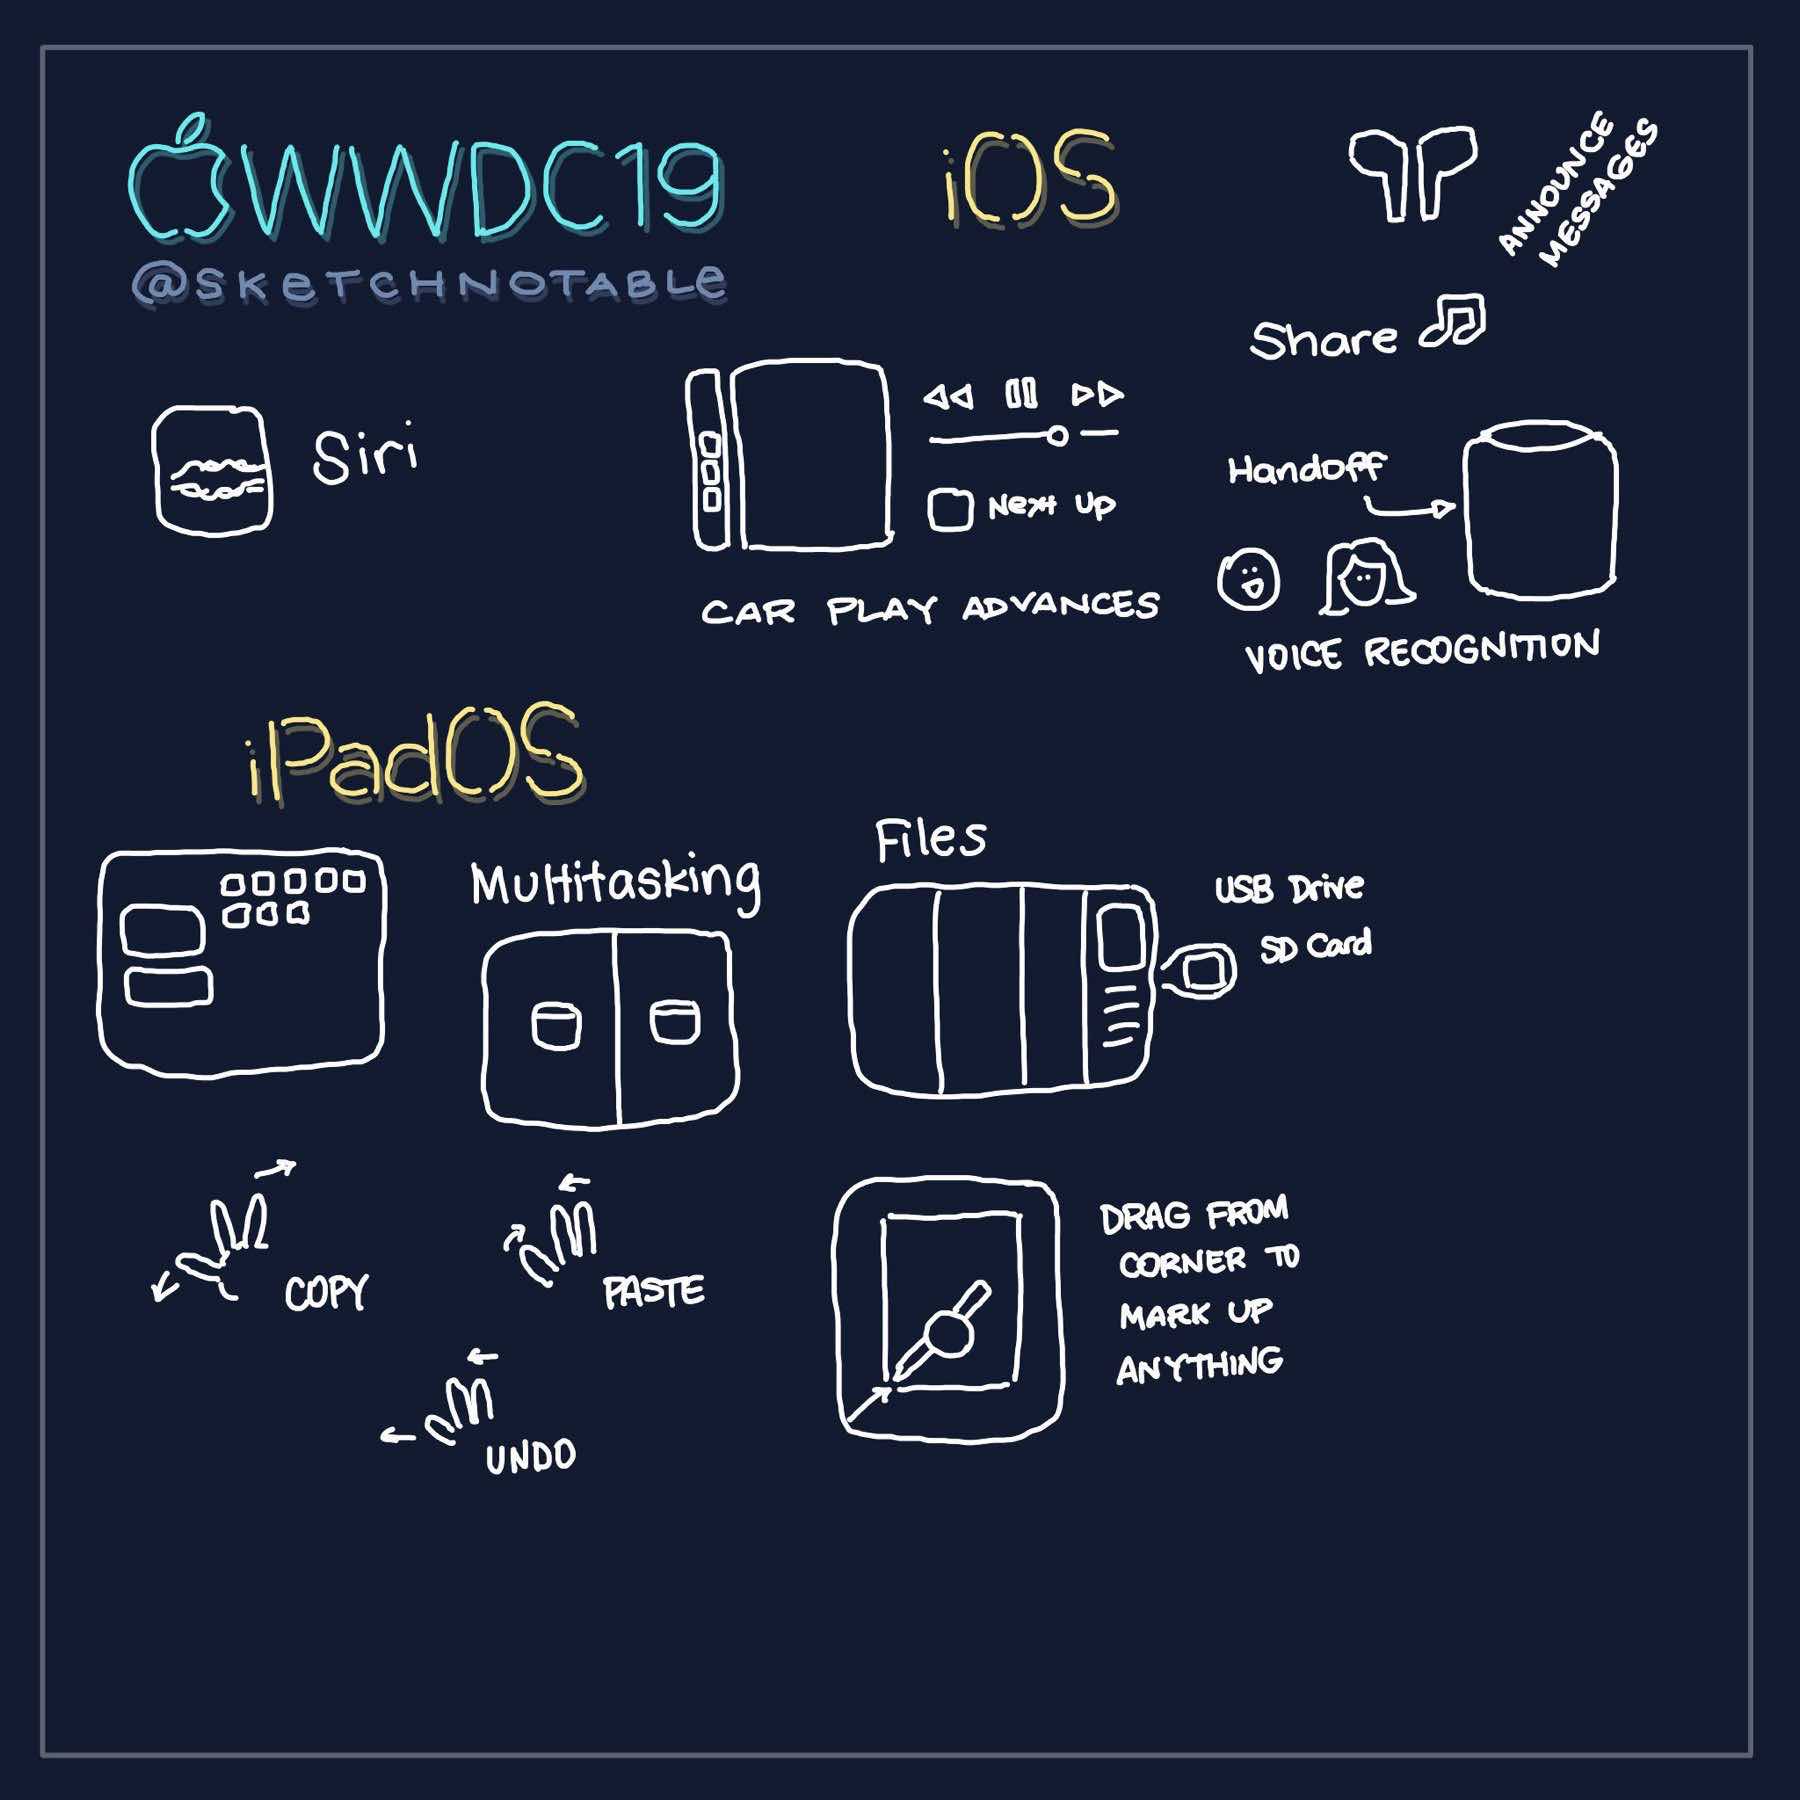 WWDC19
@SKETCHNOTABLE
iOS
ANNOUNCE
MESSAGES
Share
Siri
Next Up
CAR PLAY ADVANCES
Handoff
VOICE RECOGNITION
iPadOS
Multitasking
Files
USB Drive
SD Card
COPY
PASTE
UNDO
DRAG FROM
CORNER TO
MARK UP
ANYTHING